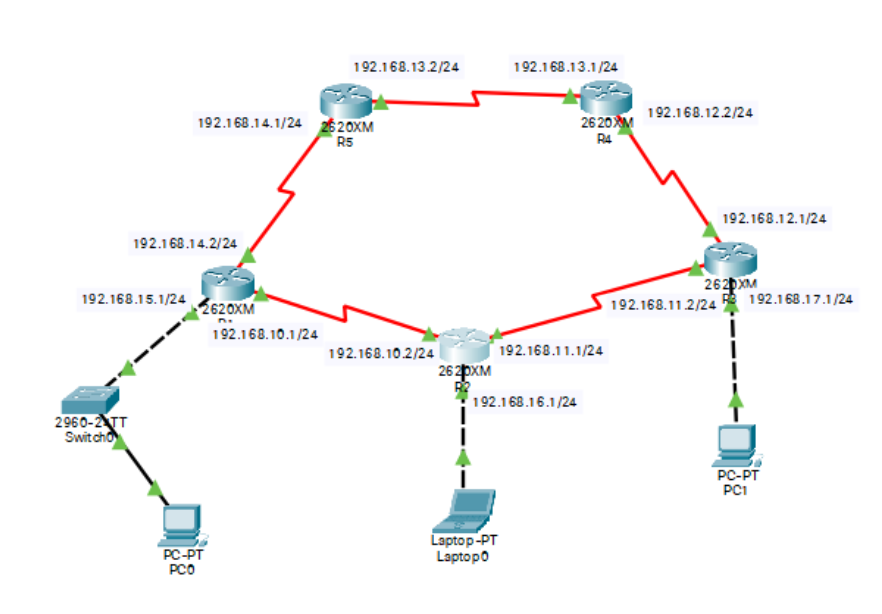 192.168.13.2/24
192.168.13.1/24
192.168.14.1/24
2620XM
R5
2620XM
R4
192.168.12.2/24
192.168.14.2/24
192.168.12.1/24
192.168.15.1/24
2620XM
2620XM
192.168.11.2/24
192.168.17.1/24
192.168.10.1/24
192.168.10.2/24
192.168.11.1/24
2620XM
R2
192.168.16.1/24
Switch0
PC-PT
PC1
Laptop-PT
Laptop0
PC-PT
PC0